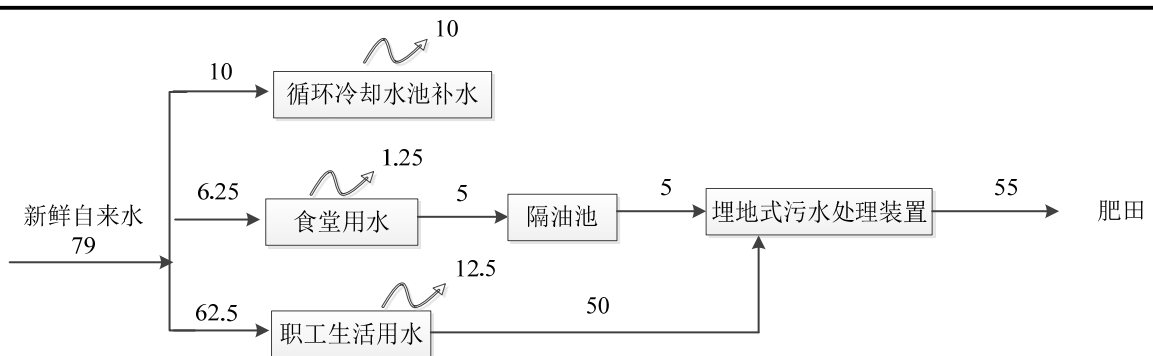 10
10
循环冷却水池补水
1.25
6.25
5
5
55
新鲜自来水
食堂用水
隔油池
埋地式污水处理装置
肥田
79
12.5
62.5
50
职工生活用水